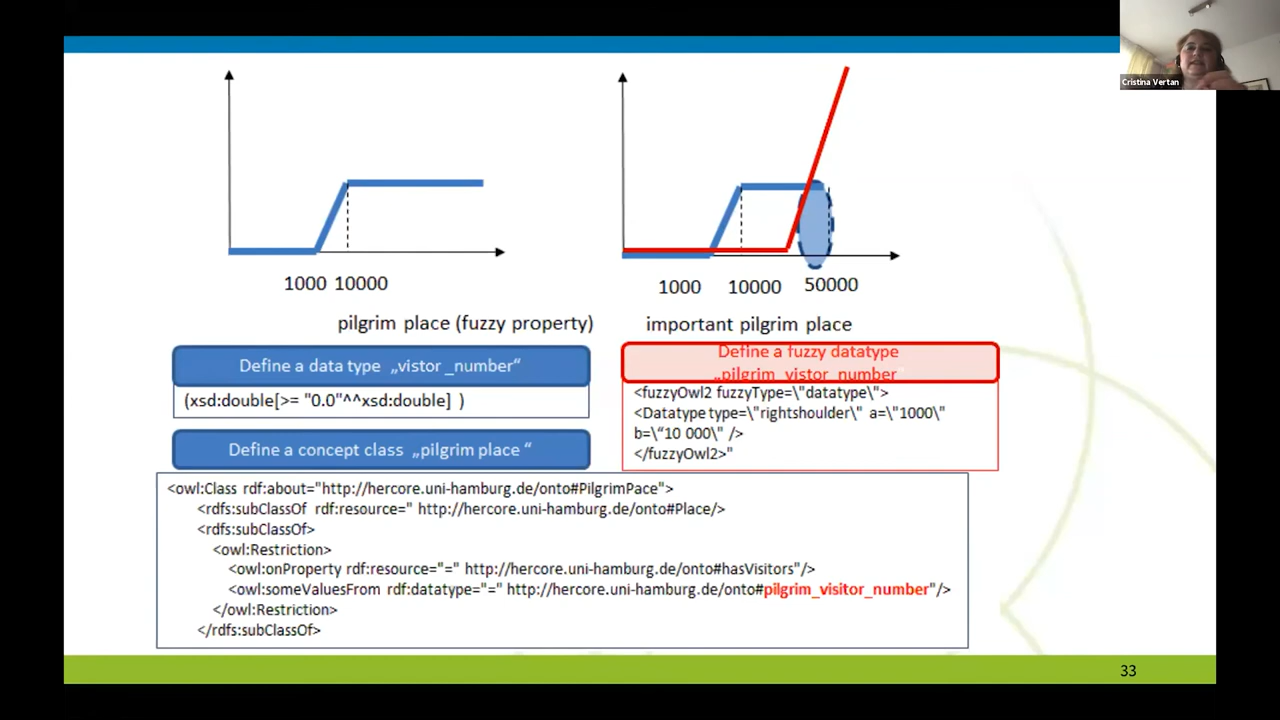 Cristina Vertan
1000 10000
1000 10000 50000
pilgrim place (fuzzy property)
important pilgrim place
Define a data type „vistor _number“
(xsd:double[>= "0.0"^^xsd:double] )
Define a concept class „pilgrim place “
Define a fuzzy datatype
„pilgrim_vistor_number“
<fuzzyOwl2 fuzzyType=\"datatype\">
<Datatype type=\"rightshoulder\" a=\"1000\"
b=\“10 000\" />
</fuzzyOwl2>"
<owl:Class rdf:about="http://hercore.uni-hamburg.de/onto#PilgrimPace">
<rdfs:subClassOf rdf:resource=" http://hercore.uni-hamburg.de/onto#Place/>
<rdfs:subClassOf>
<owl:Restriction>
<owl:onProperty rdf:resource="=" http://hercore.uni-hamburg.de/onto#hasVisitors"/>
<owl:someValuesFrom rdf:datatype="=" http://hercore.uni-hamburg.de/onto#pilgrim_visitor_number"/>
</owl:Restriction>
</rdfs:subClassOf>
33